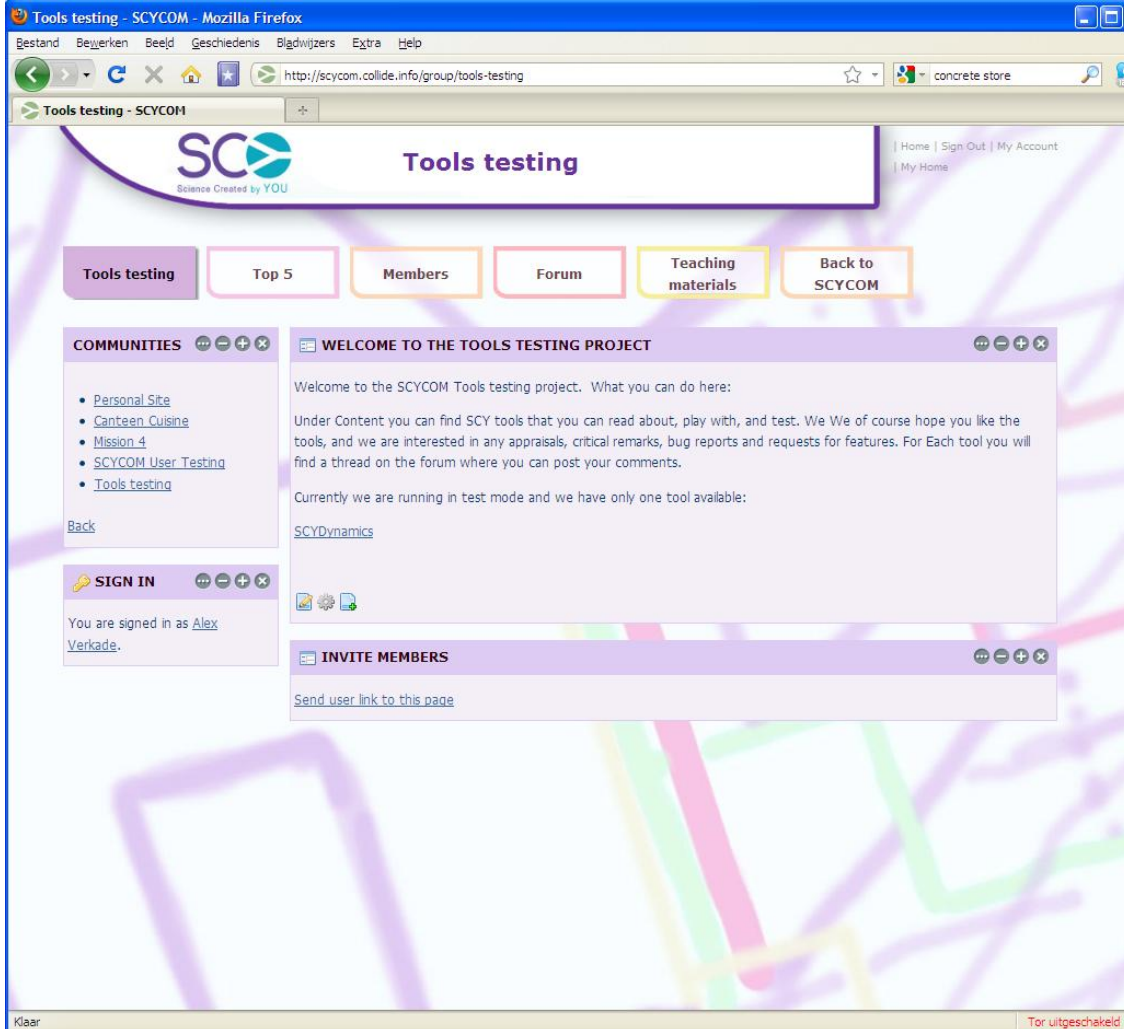 Tools testing - SCYCOM - Mozilla Firefox
Bestand Bewerken Beeld Geschiedenis Bladwijzers Extra Help
http://scycom.collide.info/group/tools-testing
concrete store
Tools testing - SCYCOM
SC
Science Created by YOU
Tools testing
| Home | Sign Out | My Account
| My Home
Tools testing
Top 5
Members
Forum
Teaching
materials
Back to
SCYCOM
COMMUNITIES
Personal Site
Canteen Cuisine
Mission 4
SCYCOM User Testing
Tools testing
Back
SIGN IN
You are signed in as Alex
Verkade.
WELCOME TO THE TOOLS TESTING PROJECT
Welcome to the SCYCOM Tools testing project. What you can do here:
Under Content you can find SCY tools that you can read about, play with, and test. We We of course hope you like the
tools, and we are interested in any appraisals, critical remarks, bug reports and requests for features. For Each tool you will
find a thread on the forum where you can post your comments.
Currently we are running in test mode and we have only one tool available:
SCYDynamics
INVITE MEMBERS
Send user link to this page
Klaar
Tor uitgeschakeld